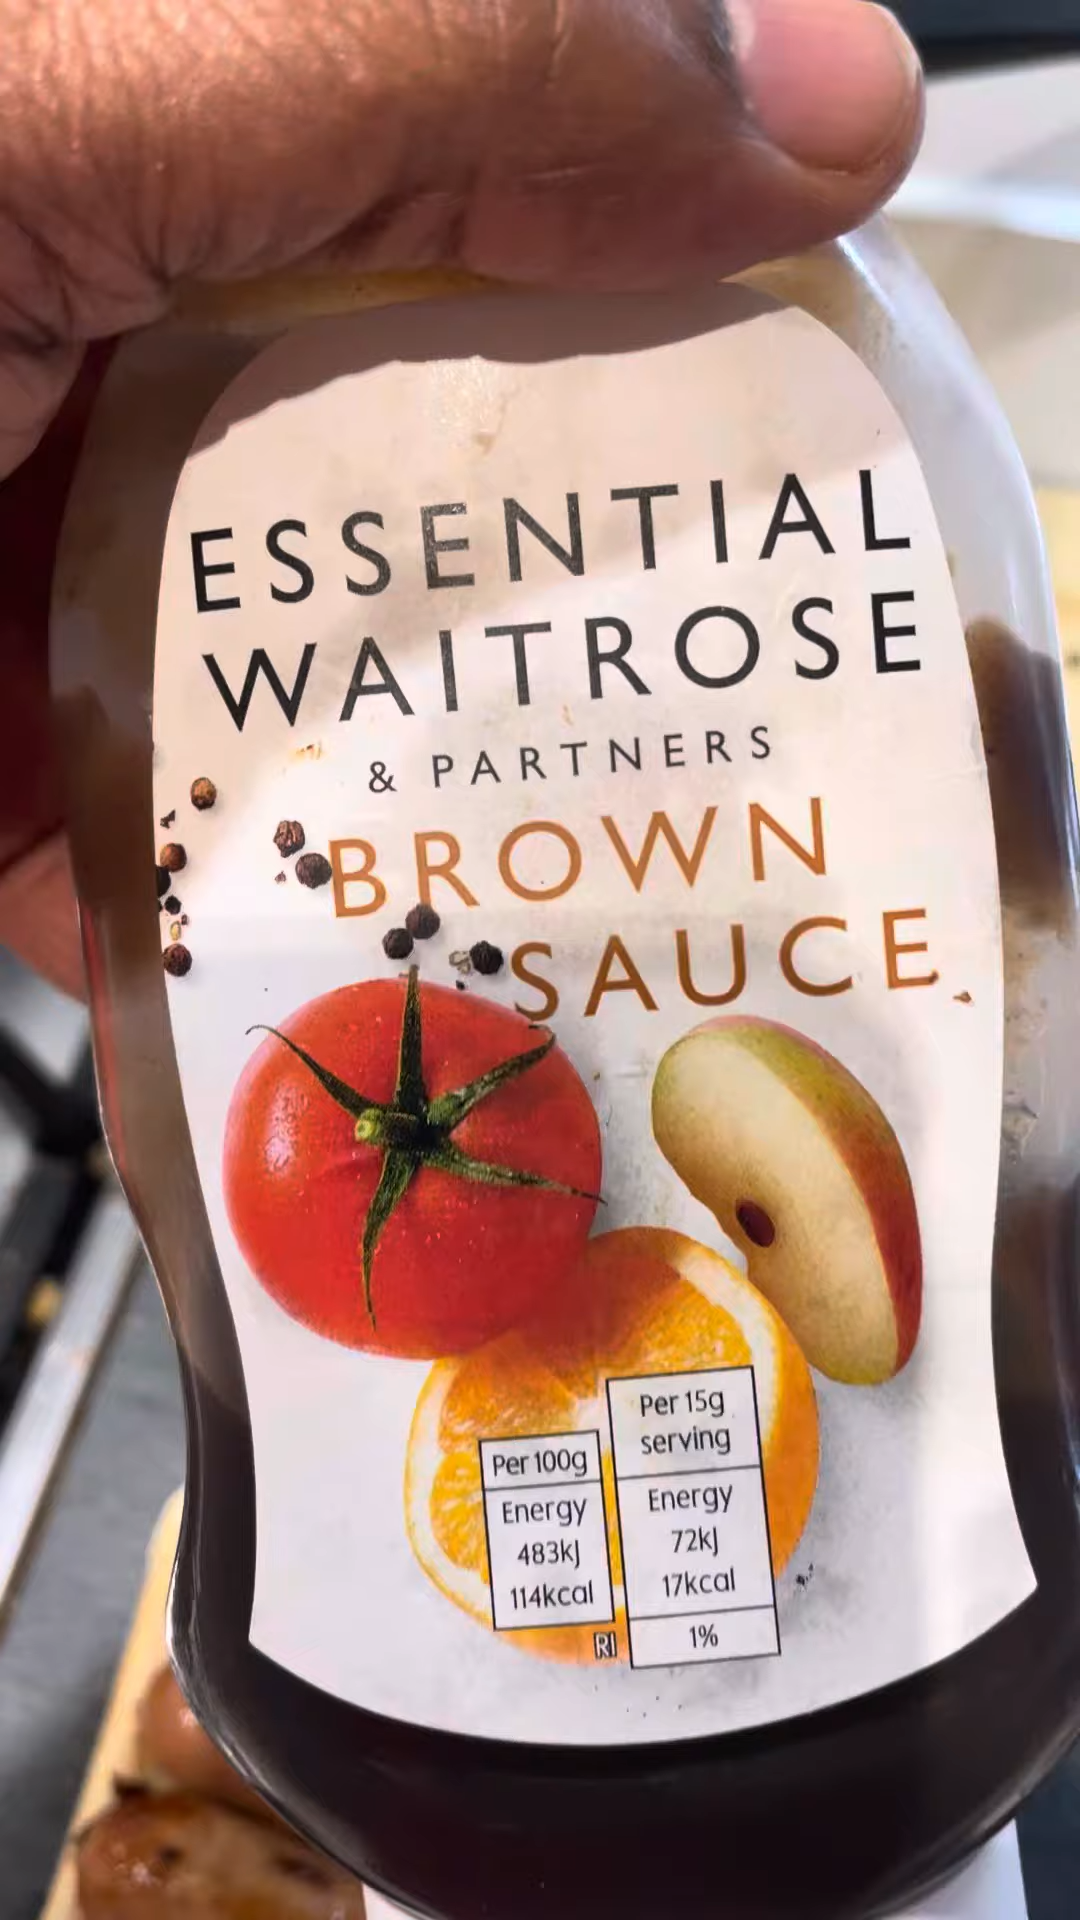 ESSENTIAL
WAITROSE
& PARTNERS
BROWN
SAUCE
Per 100g
Energy
483kJ
114kcal
Per 15g
serving
Energy
72kJ
17kcal
1%
RI